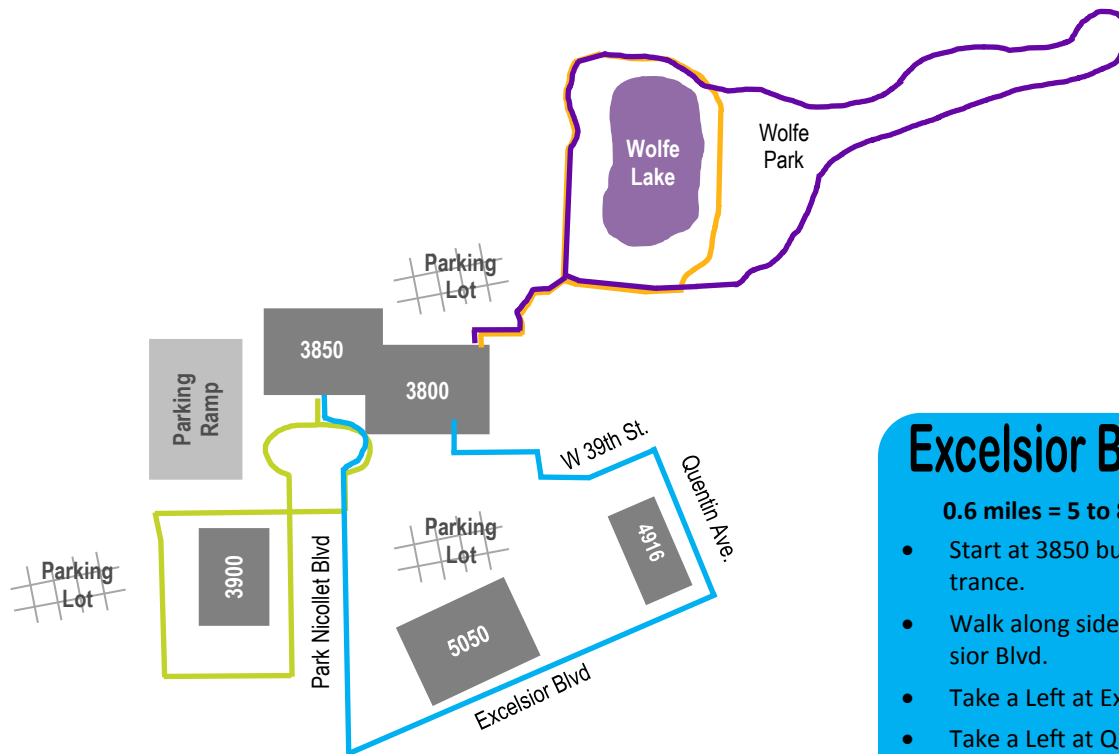 Wolfe
Lake
Wolfe
Park
Parking
Lot
3850
3800
Parking
Ramp
W 39th St.
Quentin Ave.
Parking
Lot
4916
3900
Parking
Lot
Park Nicollet Blvd
5050
Excelsior Blvd
Excelsior B
0.6 miles = 5 to 8
• Start at 3850 bu
trance.
• Walk along side
sior Blvd.
• Take a Left at Ex
• Take a Left at Q